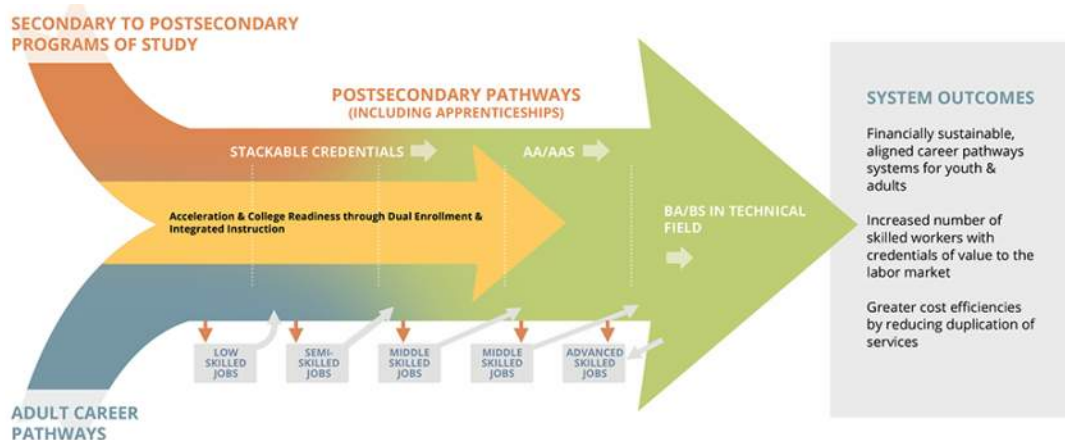 SECONDARY TO POSTSECONDARY
PROGRAMS OF STUDY
POSTSECONDARY PATHWAYS
(INCLUDING APPRENTICESHIPS)
STACKABLE CREDENTIALS
AA/AAS
Acceleration & College Readiness through Dual Enrollment &
Integrated Instruction
BA/BS IN TECHNICAL
FIELD
LOW
SKILLED
JOBS
SEMI-
SKILLED
JOBS
MIDDLE
SKILLED
JOBS
MIDDLE
SKILLED
JOBS
ADVANCED
SKILLED
JOBS
ADULT CAREER
PATHWAYS
SYSTEM OUTCOMES
Financially sustainable,
aligned career pathways
systems for youth &
adults
Increased number of
skilled workers with
credentials of value to the
labor market
Greater cost efficiencies
by reducing duplication of
services